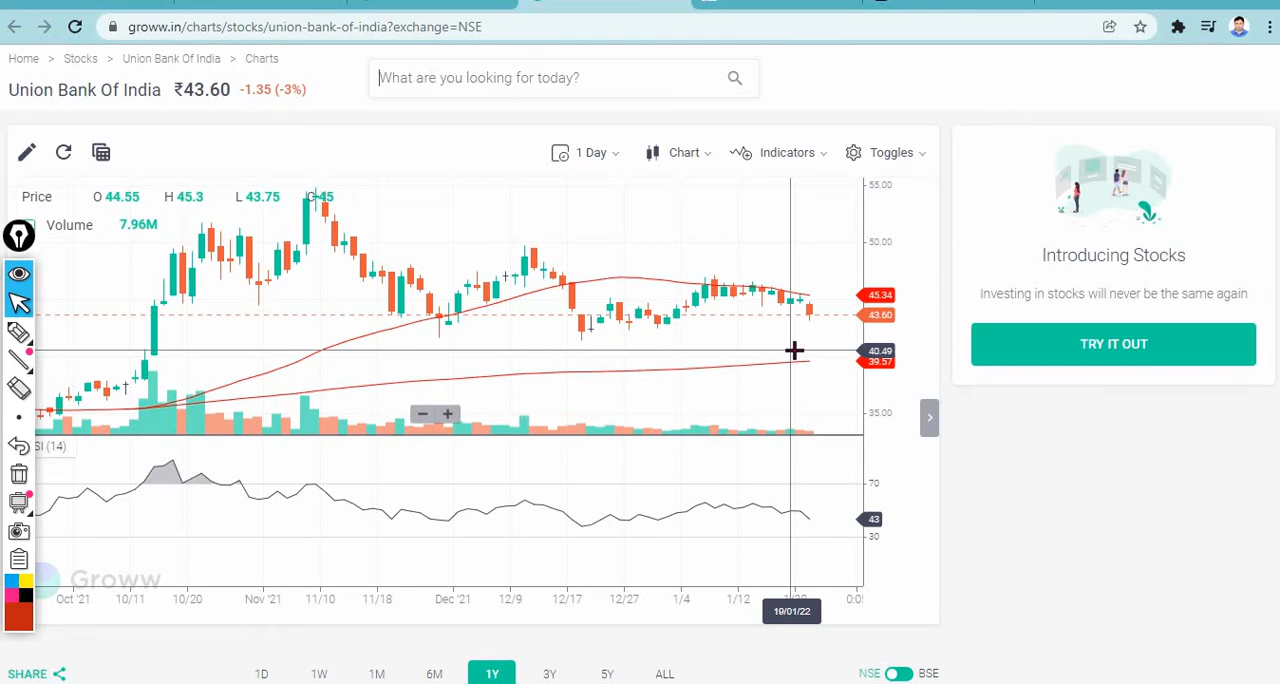 groww.in/charts/stocks/union-bank-of-india?exchange=NSE
Home > Stocks > Union Bank Of India > Charts
Union Bank Of India ₹43.60 -1.35 (-3%)
What are you looking for today?
1 Day
Chart
Indicators
Toggles
Price O 44.55 H 45.3 L 43.75 C 45
Volume 7.96M
55.00
50.00
45.34
43.60
40.49
39.57
35.00
SI (14)
70
43
30
Groww
Oct '21 10/11 10/20 Nov '21 11/10 11/18 Dec '21 12/9 12/17 12/27 1/4 1/12
19/01/22
Introducing Stocks
Investing in stocks will never be the same again
TRY IT OUT
SHARE
1D 1W 1M 6M 1Y 3Y 5Y ALL
NSE BSE